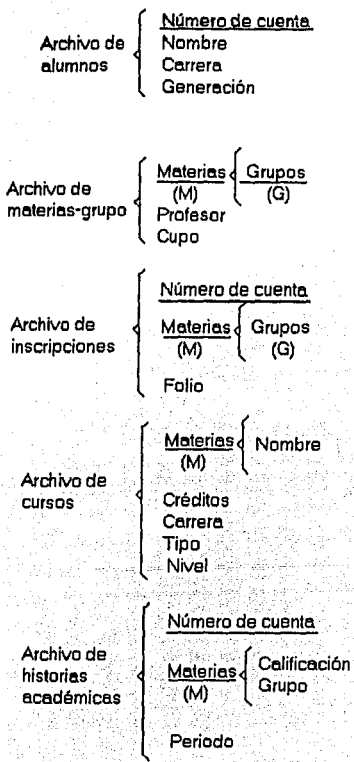 Archivo de
alumnos
Número de cuenta
Nombre
Carrera
Generación
Archivo de
materias-grupo
Materias
(M)
Grupos
(G)
Profesor
Cupo
Archivo de
inscripciones
Número de cuenta
Materias
(M)
Grupos
(G)
Folio
Archivo de
cursos
Materias
(M)
Nombre
Créditos
Carrera
Tipo
Nivel
Archivo de
historias
académicas
Número de cuenta
Materias
(M)
Calificación
Grupo
Periodo